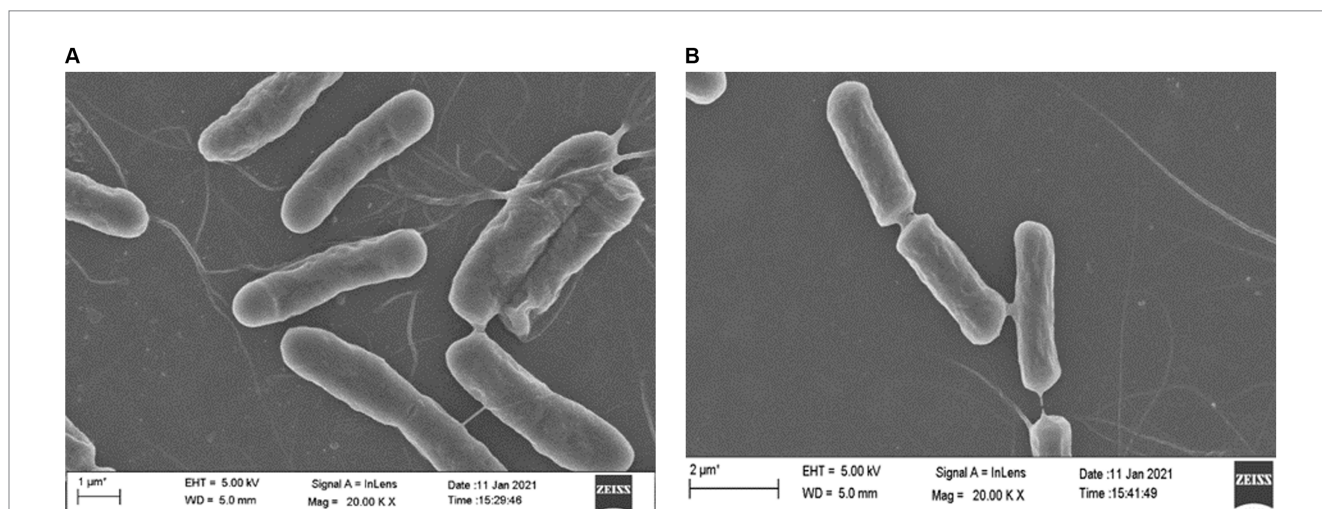 A
B
1 μm*
EHT = 5.00 kV
WD = 5.0 mm
Signal A = InLens
Mag = 20.00 K X
Date :11 Jan 2021
Time :15:29:46
ZEISS
2 μm*
EHT = 5.00 kV
WD = 5.0 mm
Signal A = InLens
Mag = 20.00 K X
Date :11 Jan 2021
Time :15:41:49
ZEISS